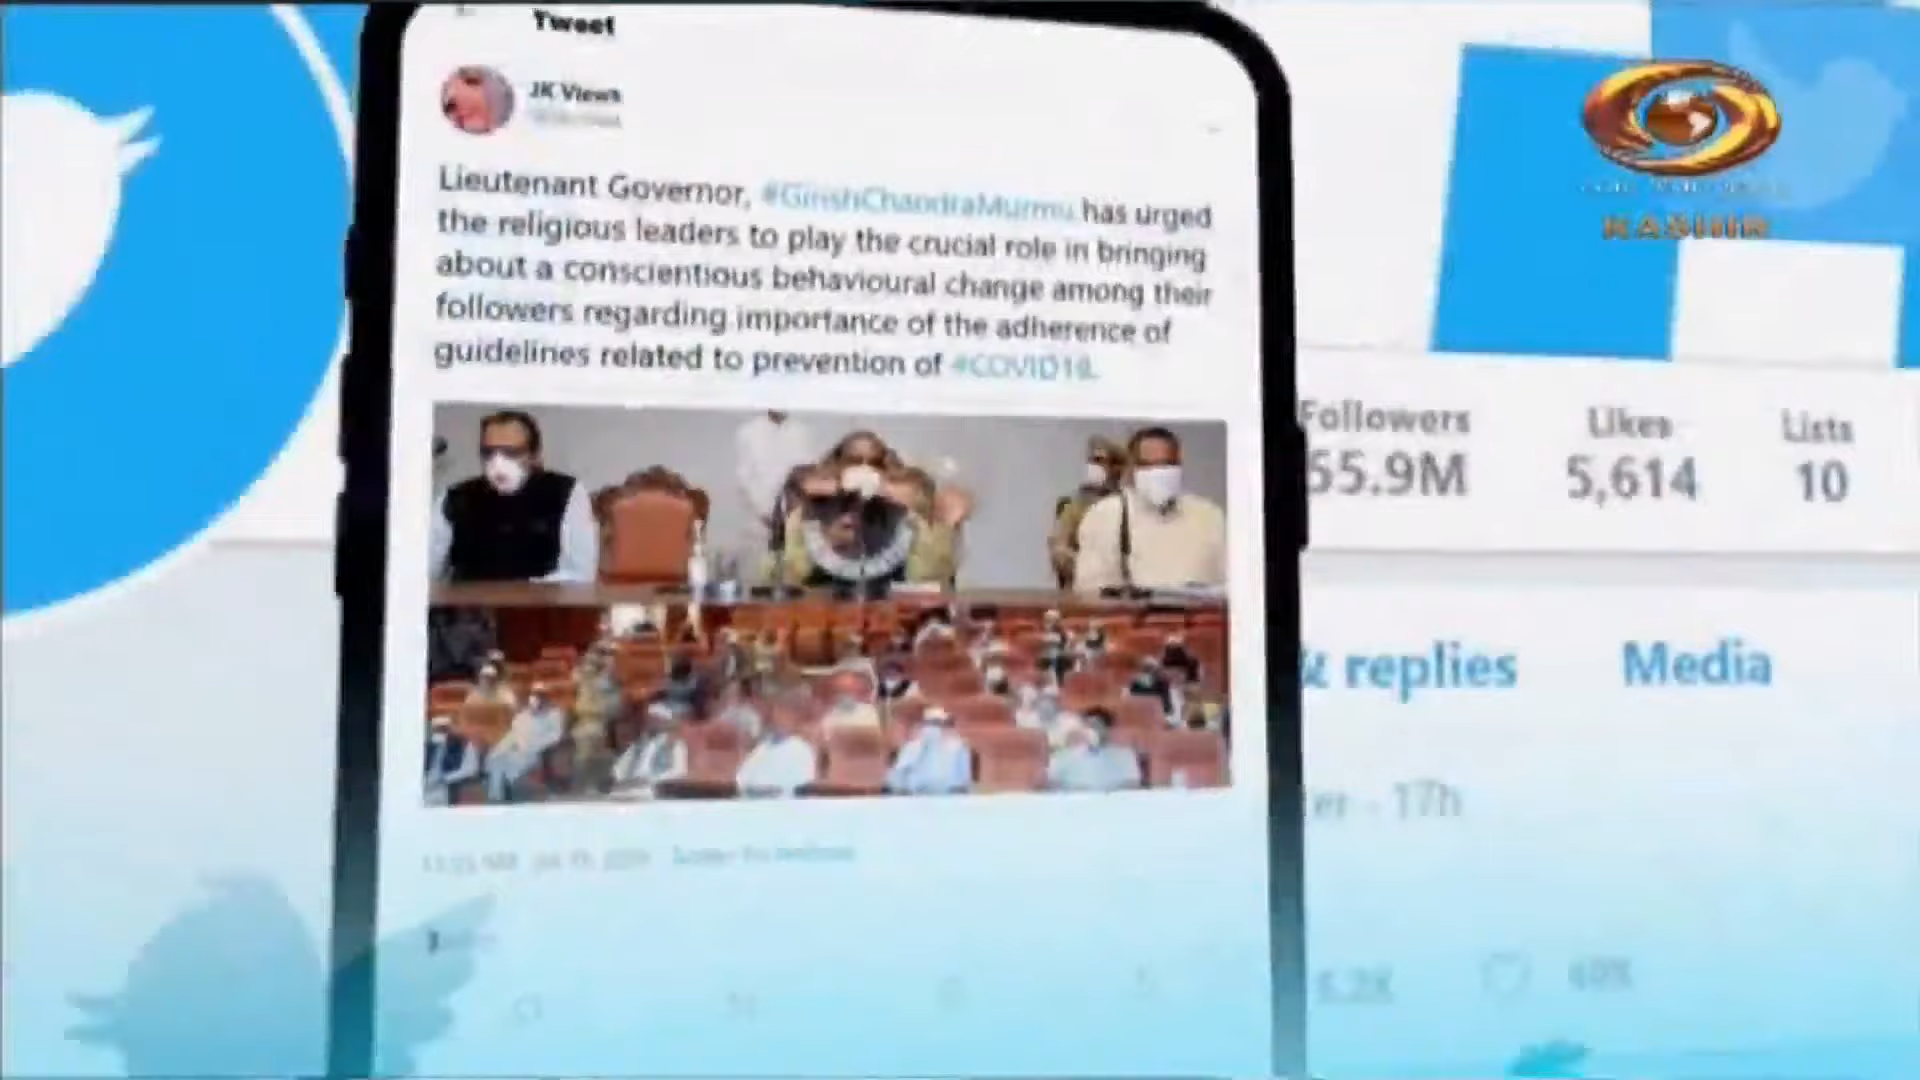 Tweet
JK Views
Lieutenant Governor, #GirishChandraMurmu has urged
the religious leaders to play the crucial role in bringing
about a conscientious behavioural change among their
followers regarding importance of the adherence of
guidelines related to prevention of
KASHIR
Followers Likes Lists
55.9M 5,614 10
& replies Media
er - 17h